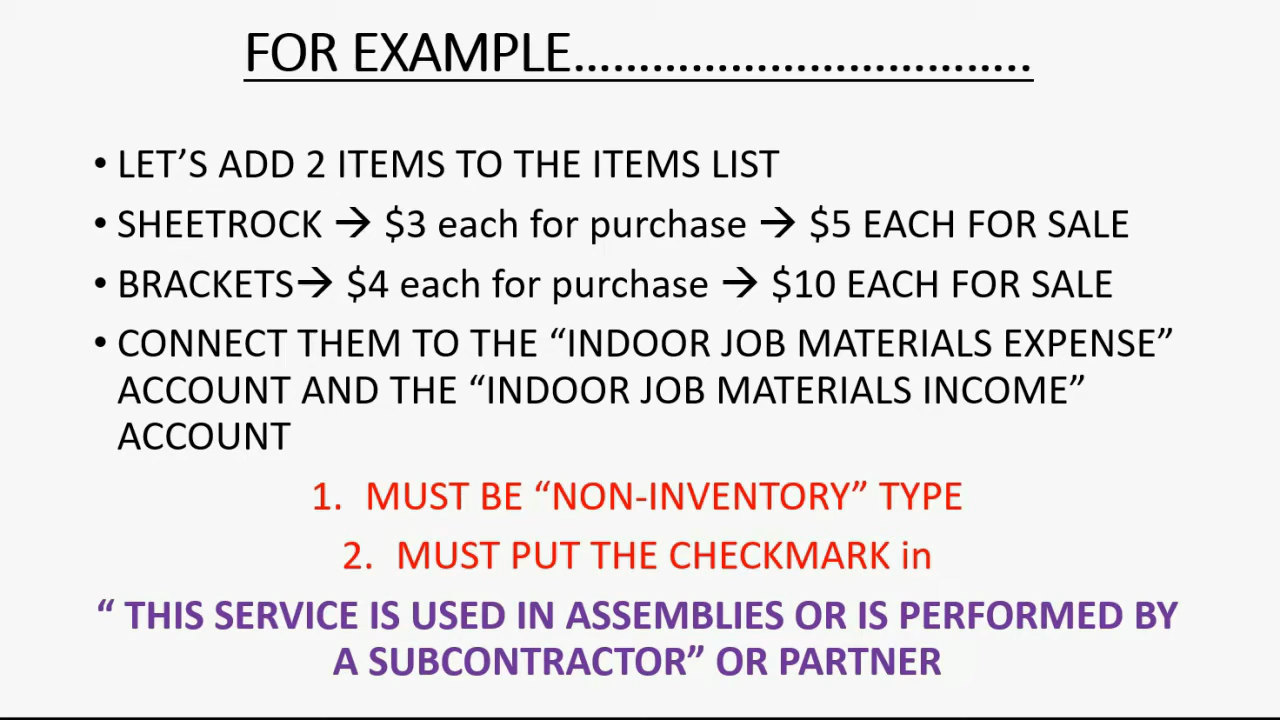 FOR EXAMPLE……………………………..
• LET’S ADD 2 ITEMS TO THE ITEMS LIST
• SHEETROCK → $3 each for purchase → $5 EACH FOR SALE
• BRACKETS→ $4 each for purchase → $10 EACH FOR SALE
• CONNECT THEM TO THE “INDOOR JOB MATERIALS EXPENSE”
ACCOUNT AND THE “INDOOR JOB MATERIALS INCOME”
ACCOUNT
1. MUST BE “NON-INVENTORY” TYPE
2. MUST PUT THE CHECKMARK in
“ THIS SERVICE IS USED IN ASSEMBLIES OR IS PERFORMED BY
A SUBCONTRACTOR” OR PARTNER